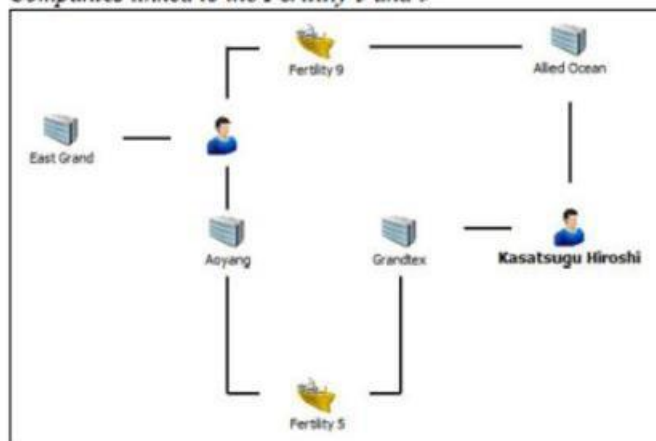 Fertility 9
Allied Ocean
East Grand
Aoyang
Grandtex
Kasatsugu Hiroshi
Fertility 5